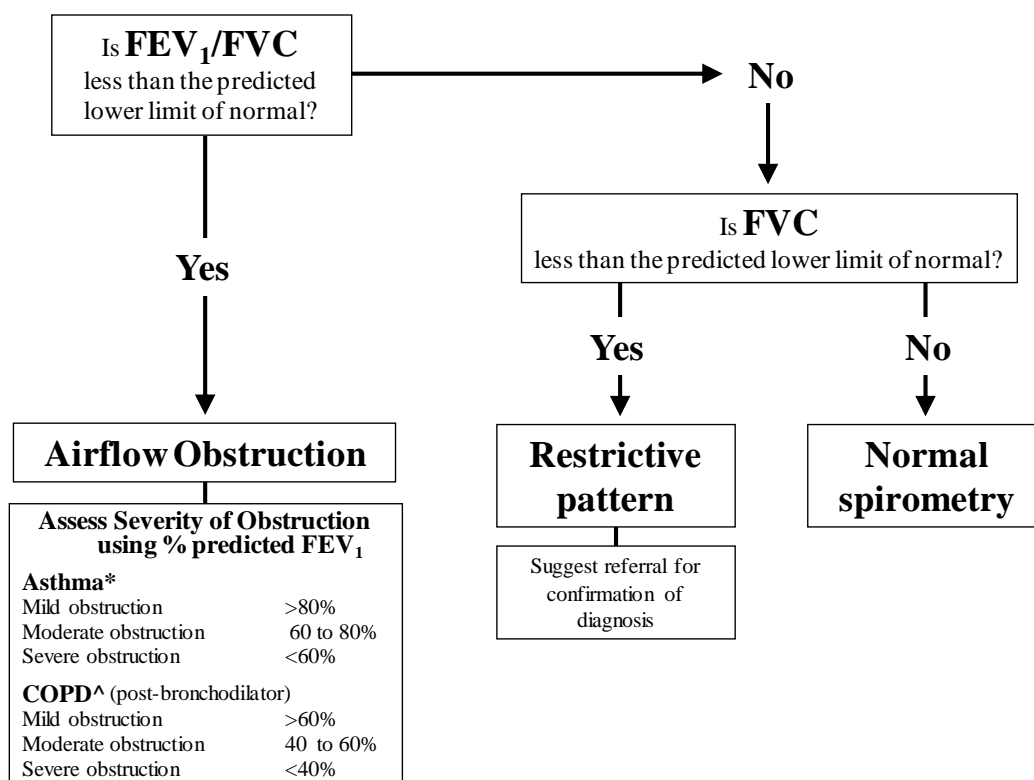 Is FEV1/FVC
less than the predicted
lower limit of normal?
No
Is FVC
less than the predicted lower limit of normal?
Yes
Yes
No
Airflow Obstruction
Restrictive
pattern
Normal
spirometry
Assess Severity of Obstruction
using % predicted FEV1
Asthma*
Mild obstruction >80%
Moderate obstruction 60 to 80%
Severe obstruction <60%
COPD^ (post-bronchodilator)
Mild obstruction >60%
Moderate obstruction 40 to 60%
Severe obstruction <40%
Suggest referral for
confirmation of
diagnosis